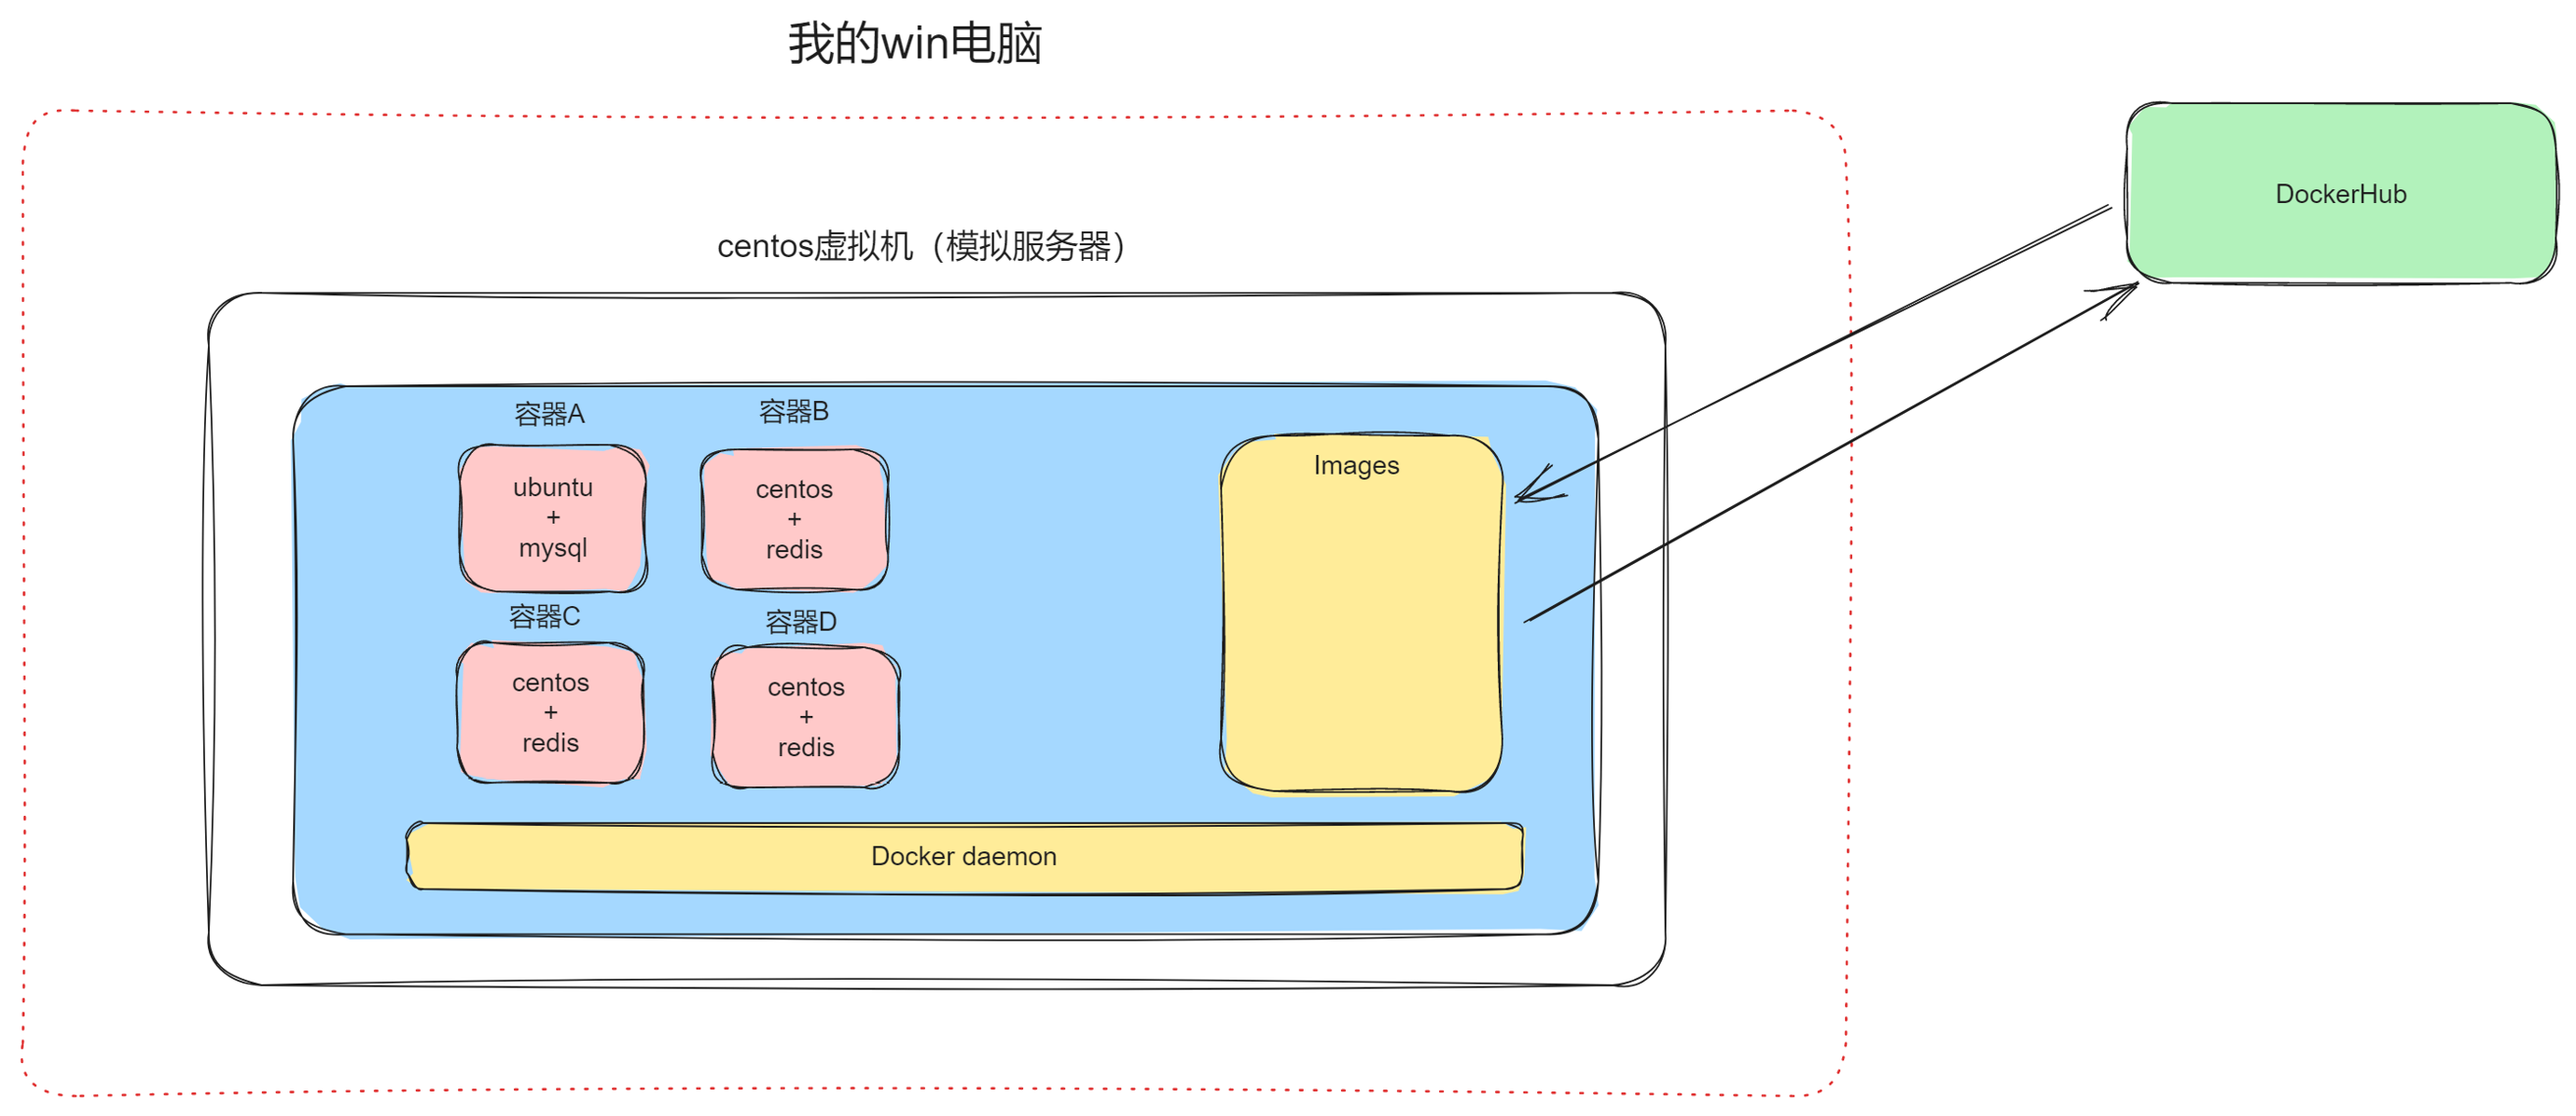 我的win电脑
DockerHub
centos虚拟机（模拟服务器）
容器A
ubuntu
+
mysql
容器B
centos
+
redis
容器C
centos
+
redis
容器D
centos
+
redis
Images
Docker daemon